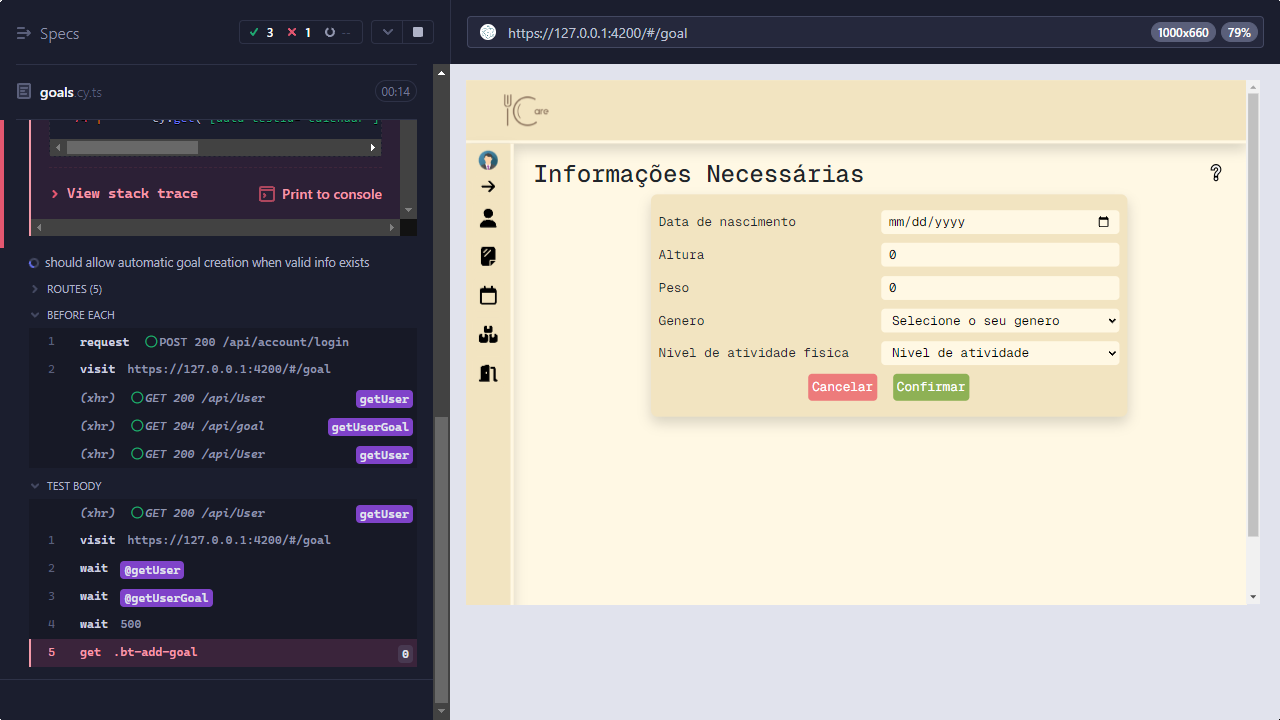 Specs
3
1
--
https://127.0.0.1:4200/#/goal
1000x660
79%
goals.cy.ts
00:14
View stack trace
Print to console
should allow automatic goal creation when valid info exists
ROUTES (5)
BEFORE EACH
1 request POST 200 /api/account/login
2 visit https://127.0.0.1:4200/#/goal
(xhr) GET 200 /api/User getUser
(xhr) GET 204 /api/goal getUserGoal
(xhr) GET 200 /api/User getUser
TEST BODY
(xhr) GET 200 /api/User getUser
1 visit https://127.0.0.1:4200/#/goal
2 wait @getUser
3 wait @getUserGoal
4 wait 500
5 get .bt-add-goal 0
Care
Informações Necessárias
?
Data de nascimento mm/dd/yyyy
Altura 0
Peso 0
Genero Selecione o seu genero
Nivel de atividade fisica Nivel de atividade
Cancelar Confirmar